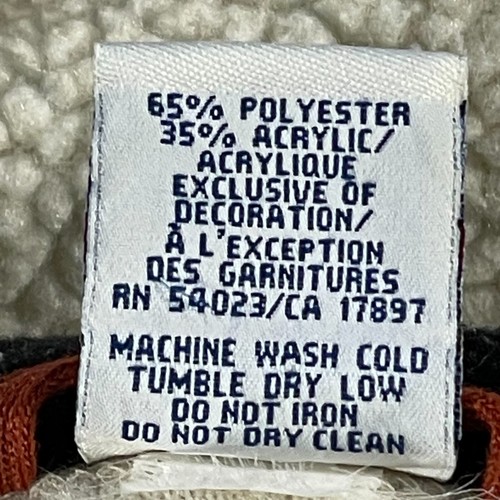 65% POLYESTER
35% ACRYLIC/
ACRYLIQUE
EXCLUSIVE OF
DECORATION/
À L'EXCEPTION
DES GARNITURES
RN 54023/CA 17897
MACHINE WASH COLD
TUMBLE DRY LOW
DO NOT IRON
DO NOT DRY CLEAN